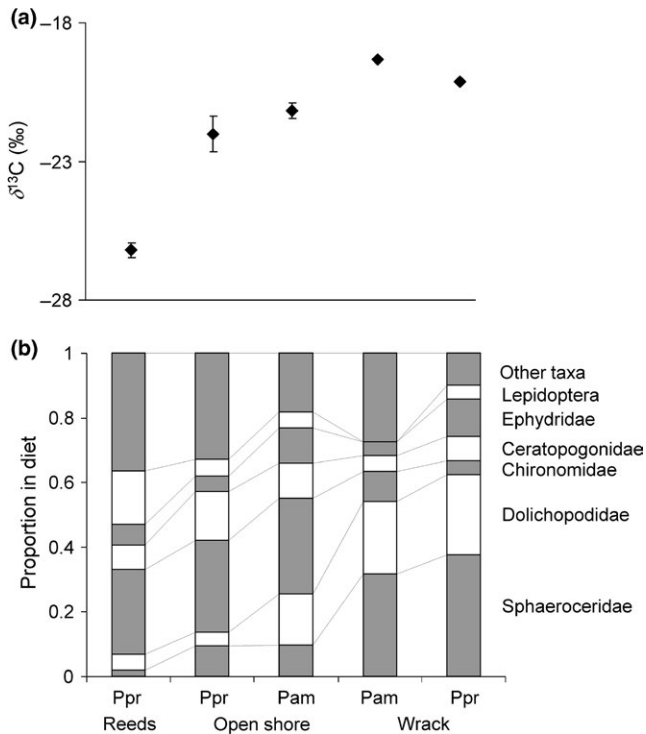 (a)
–18
–23
–28
δ¹³C (‰)
(b)
1
0.8
0.6
0.4
0.2
0
Proportion in diet
Other taxa
Lepidoptera
Ephydridae
Ceratopogonidae
Chironomidae
Dolichopodidae
Sphaeroceridae
Ppr Ppr Pam Pam Ppr
Reeds Open shore Wrack